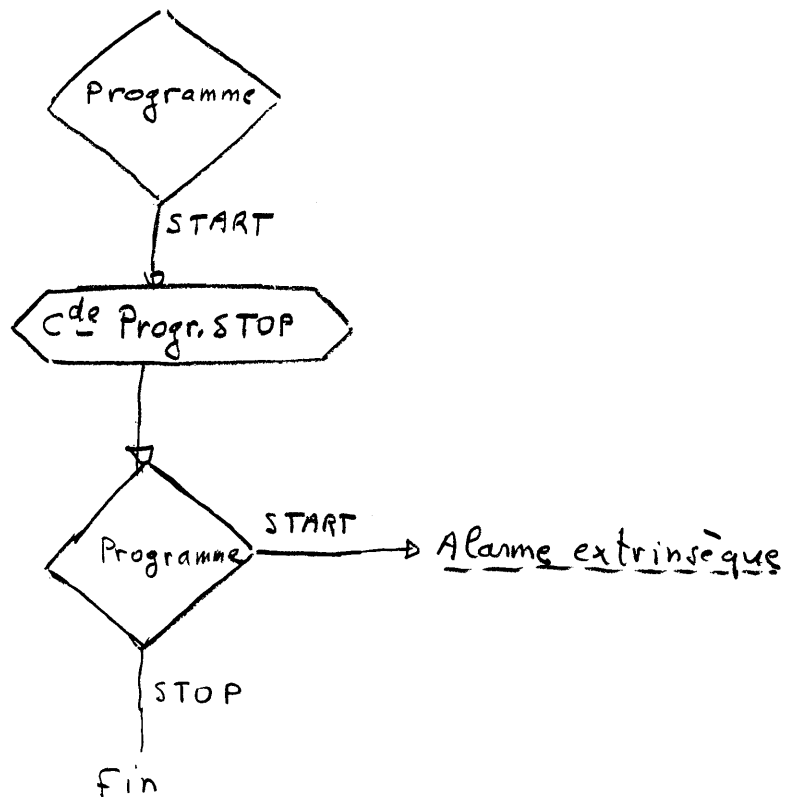 Programme
START
Cde Progr. STOP
START
Programme
Alarme extrinsèque
STOP
Fin